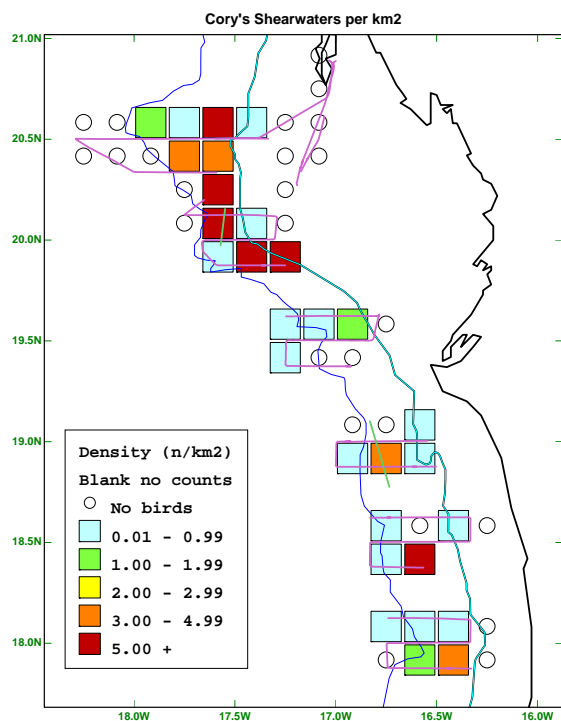 Cory's Shearwaters per km2
21.0N
20.5N
20.0N
19.5N
19.0N
18.5N
18.0N
Density (n/km2)
Blank no counts
No birds
0.01 - 0.99
1.00 - 1.99
2.00 - 2.99
3.00 - 4.99
5.00 +
18.0W 17.5W 17.0W 16.5W 16.0W